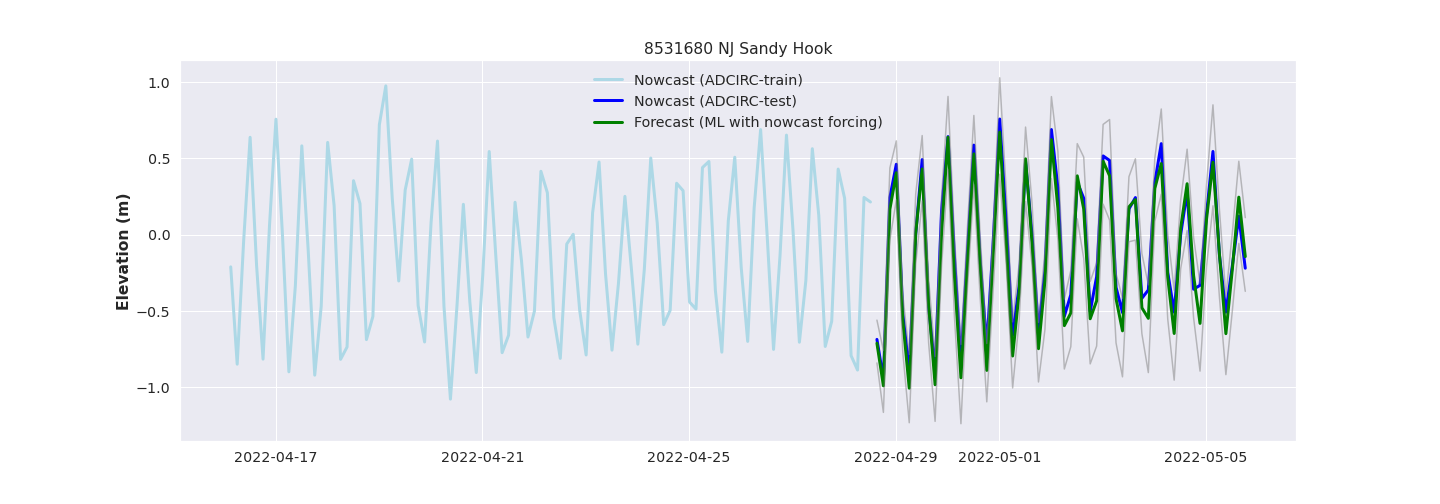 8531680 NJ Sandy Hook
Nowcast (ADCIRC-train)
Nowcast (ADCIRC-test)
Forecast (ML with nowcast forcing)
Elevation (m)
1.0
0.5
0.0
−0.5
−1.0
2022-04-17 2022-04-21 2022-04-25 2022-04-29 2022-05-01 2022-05-05